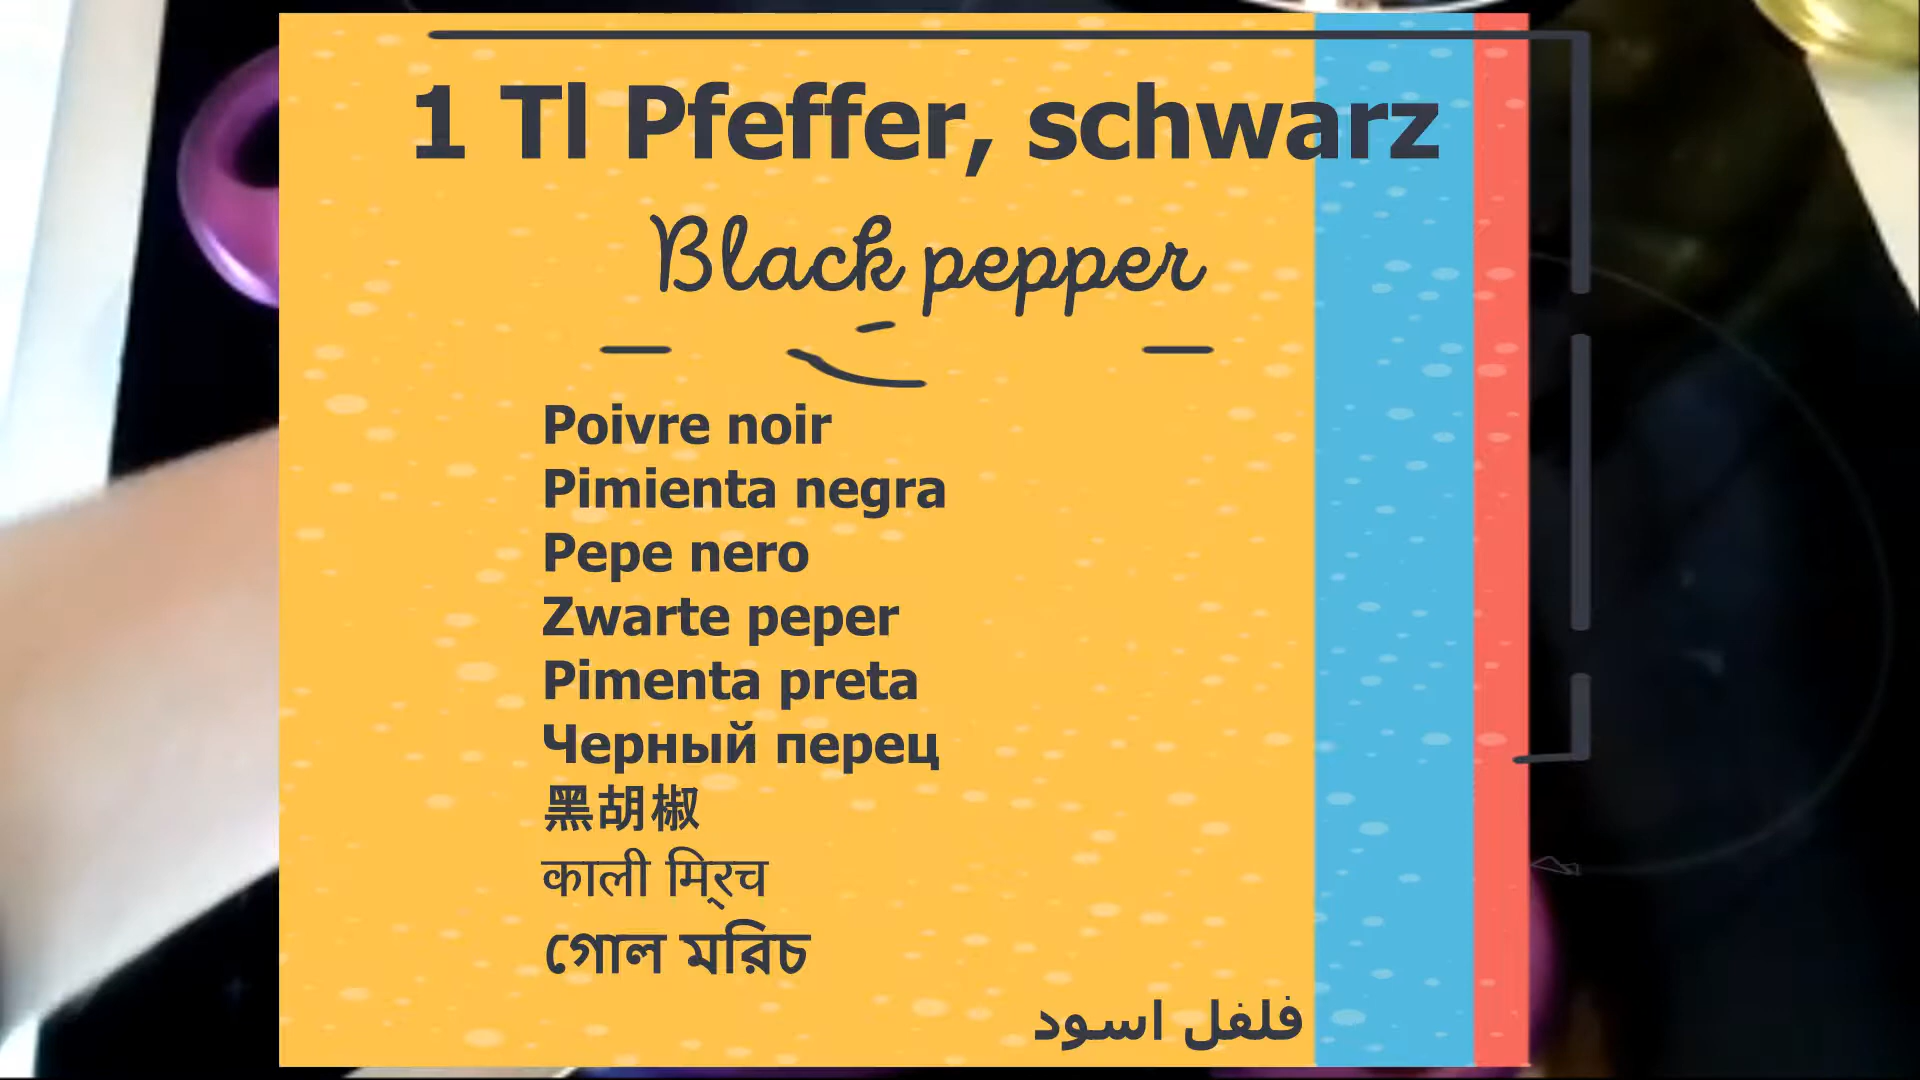 1 Tl Pfeffer, schwarz
Black pepper
Poivre noir
Pimienta negra
Pepe nero
Zwarte peper
Pimenta preta
Черный перец
黑胡椒
काली मि्रच
গোল মরিচ
فلفل اسود